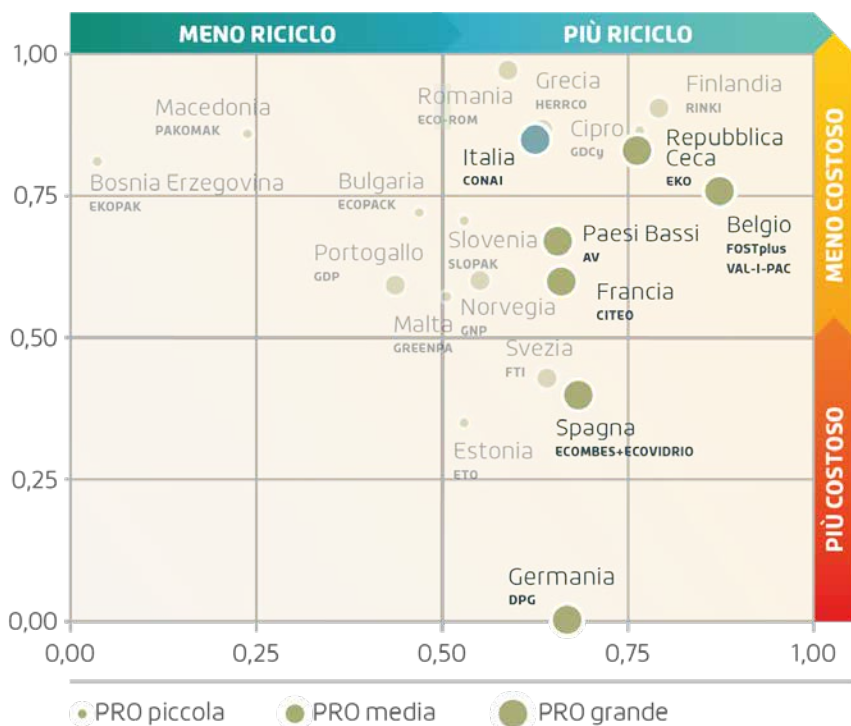 MENO RICICLO
PIÙ RICICLO
1,00
0,75
0,50
0,25
0,00
Macedonia
PAKOMAK
Bosnia Erzegovina
EKOPAK
Romania
ECO-ROM
Grecia
HERRCO
Finlandia
RINKI
Cipro
GDCy
Italia
CONAI
Repubblica
Ceca
EKO
Bulgaria
ECOPACK
Belgio
FOSTplus
VAL-I-PAC
Portogallo
GDP
Slovenia
SLOPAK
Paesi Bassi
AV
Francia
CITEO
Norvegia
GNP
Malta
GREENPA
Svezia
FTI
Spagna
ECOMBES+ECOVIDRIO
Estonia
ETO
Germania
DPG
MENO COSTOSO
PIÙ COSTOSO
0,00
0,25
0,50
0,75
1,00
PRO piccola
PRO media
PRO grande